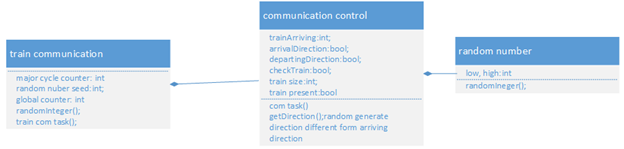 train communication
major cycle counter: int
random nuber seed: int;
global counter: int
randomInteger();
train com task();
communication control
trainArriving:int;
arrivalDirection:bool;
departingDirection:bool;
checkTrain:bool;
train size:int;
train present:bool
com task()
getDirection();random generate
direction different form arriving
direction
random number
low, high:int
randomIneger();